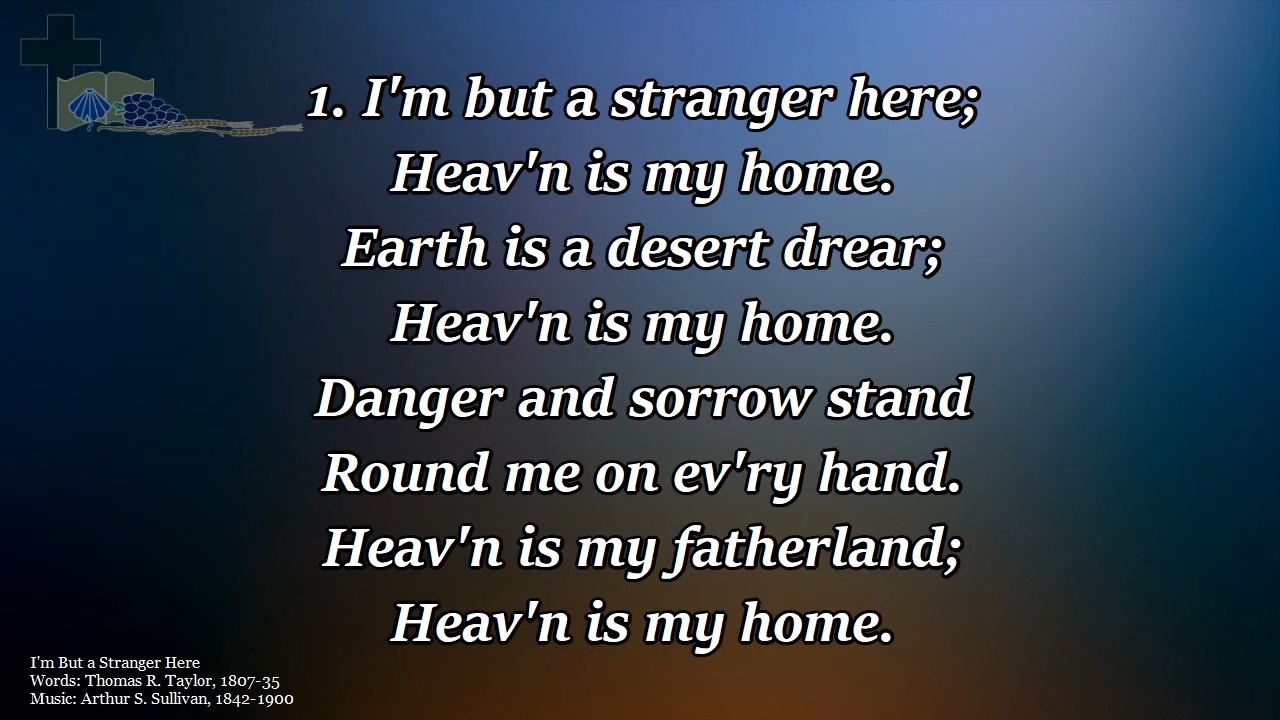 1. I'm but a stranger here;
Heav'n is my home.
Earth is a desert drear;
Heav'n is my home.
Danger and sorrow stand
Round me on ev'ry hand.
Heav'n is my fatherland;
Heav'n is my home.
I'm But a Stranger Here
Words: Thomas R. Taylor, 1807-35
Music: Arthur S. Sullivan, 1842-1900